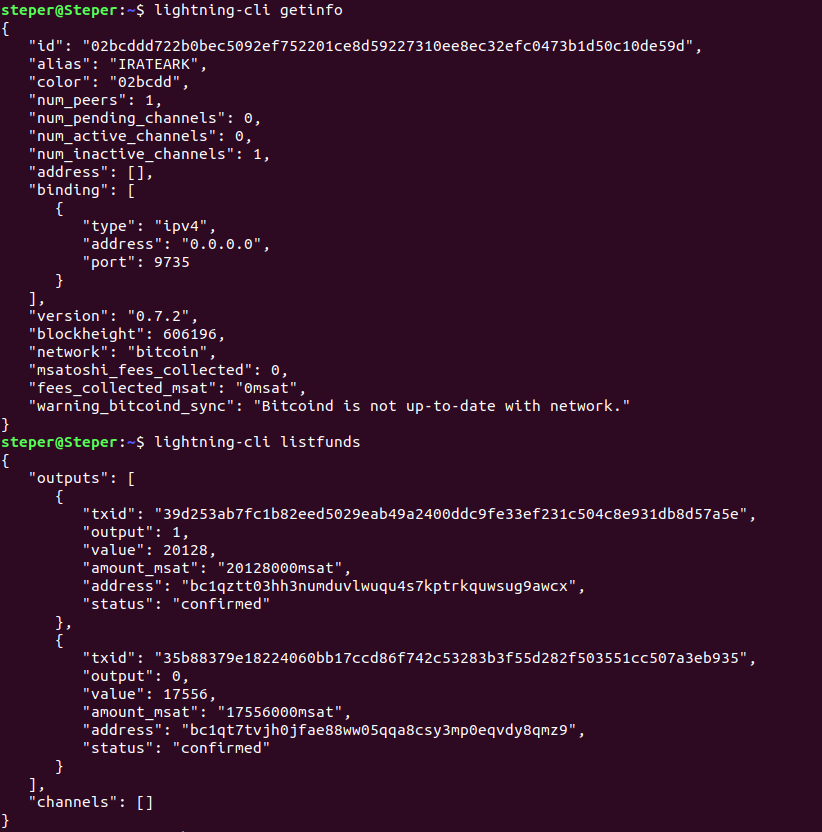 steper@Steper:~$ lightning-cli getinfo
{
   "id": "02bcddd722b0bec5092ef752201ce8d59227310ee8ec32efc0473b1d50c10de59d",
   "alias": "IRATEARK",
   "color": "02bcdd",
   "num_peers": 1,
   "num_pending_channels": 0,
   "num_active_channels": 0,
   "num_inactive_channels": 1,
   "address": [],
   "binding": [
      {
         "type": "ipv4",
         "address": "0.0.0.0",
         "port": 9735
      }
   ],
   "version": "0.7.2",
   "blockheight": 606196,
   "network": "bitcoin",
   "msatoshi_fees_collected": 0,
   "fees_collected_msat": "0msat",
   "warning_bitcoind_sync": "Bitcoind is not up-to-date with network."
}
steper@Steper:~$ lightning-cli listfunds
{
   "outputs": [
      {
         "txid": "39d253ab7fc1b82eed5029eab49a2400ddc9fe33ef231c504c8e931db8d57a5e",
         "output": 1,
         "value": 20128,
         "amount_msat": "20128000msat",
         "address": "bc1qztt03hh3numduvlwuqu4s7kptrkquwsug9awcx",
         "status": "confirmed"
      },
      {
         "txid": "35b88379e18224060bb17ccd86f742c53283b3f55d282f503551cc507a3eb935",
         "output": 0,
         "value": 17556,
         "amount_msat": "17556000msat",
         "address": "bc1qt7tvjh0jfae88ww05qqa8csy3mp0eqvdy8qmz9",
         "status": "confirmed"
      }
   ],
   "channels": []
}